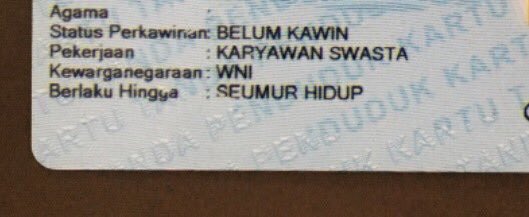 Agama :
Status Perkawinan: BELUM KAWIN
Pekerjaan : KARYAWAN SWASTA
Kewarganegaraan: WNI
Berlaku Hingga : SEUMUR HIDUP